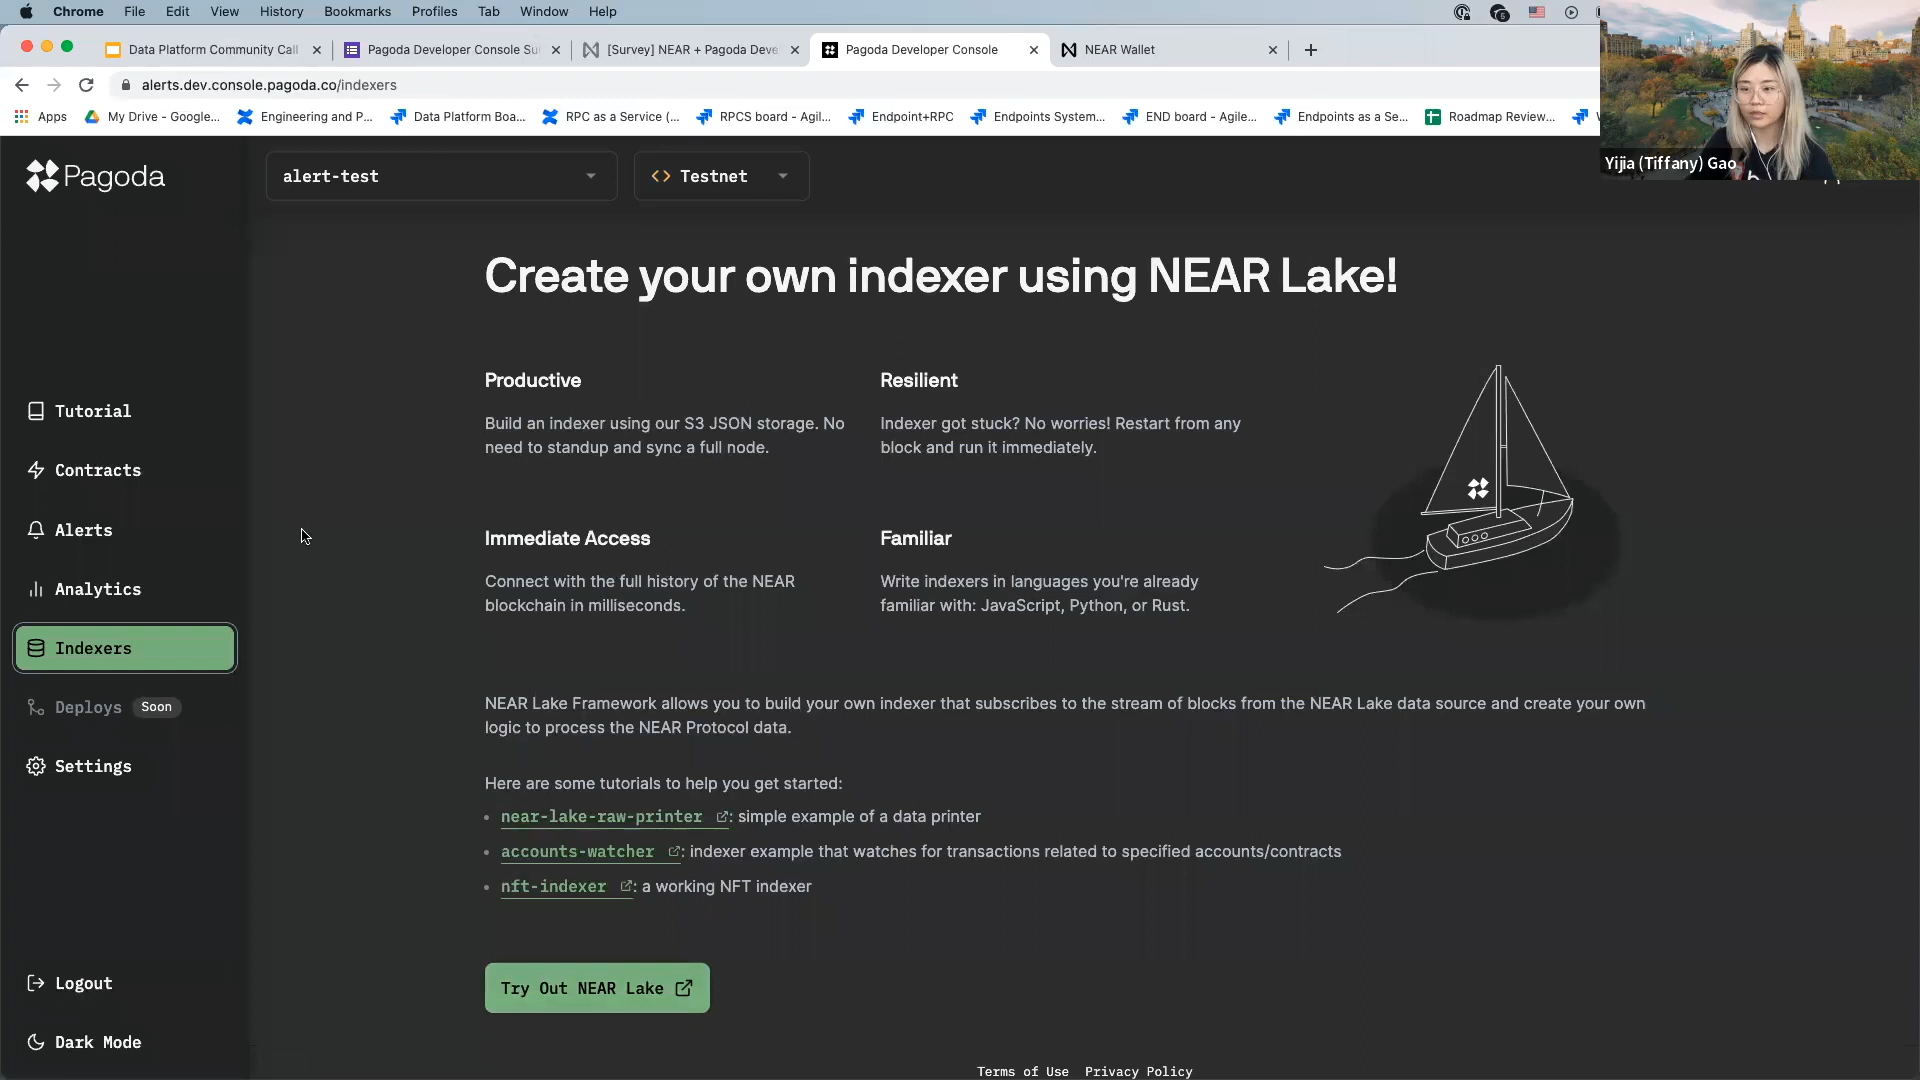 Chrome File Edit View History Bookmarks Profiles Tab Window Help
Data Platform Community Call
Pagoda Developer Console Su
[Survey] NEAR + Pagoda Deve
Pagoda Developer Console
NEAR Wallet
alerts.dev.console.pagoda.co/indexers
Apps My Drive - Google... Engineering and P... Data Platform Boa... RPC as a Service (... RPCS board - Agil... Endpoint+RPC Endpoints System... END board - Agile... Endpoints as a Se... Roadmap Review...
Yijia (Tiffany) Gao
Pagoda
alert-test
<> Testnet
Create your own indexer using NEAR Lake!
Productive
Build an indexer using our S3 JSON storage. No
need to standup and sync a full node.
Resilient
Indexer got stuck? No worries! Restart from any
block and run it immediately.
Immediate Access
Connect with the full history of the NEAR
blockchain in milliseconds.
Familiar
Write indexers in languages you're already
familiar with: JavaScript, Python, or Rust.
Tutorial
Contracts
Alerts
Analytics
Indexers
Deploys Soon
Settings
Logout
Dark Mode
NEAR Lake Framework allows you to build your own indexer that subscribes to the stream of blocks from the NEAR Lake data source and create your own
logic to process the NEAR Protocol data.
Here are some tutorials to help you get started:
• near-lake-raw-printer : simple example of a data printer
• accounts-watcher : indexer example that watches for transactions related to specified accounts/contracts
• nft-indexer : a working NFT indexer
Try Out NEAR Lake
Terms of Use Privacy Policy